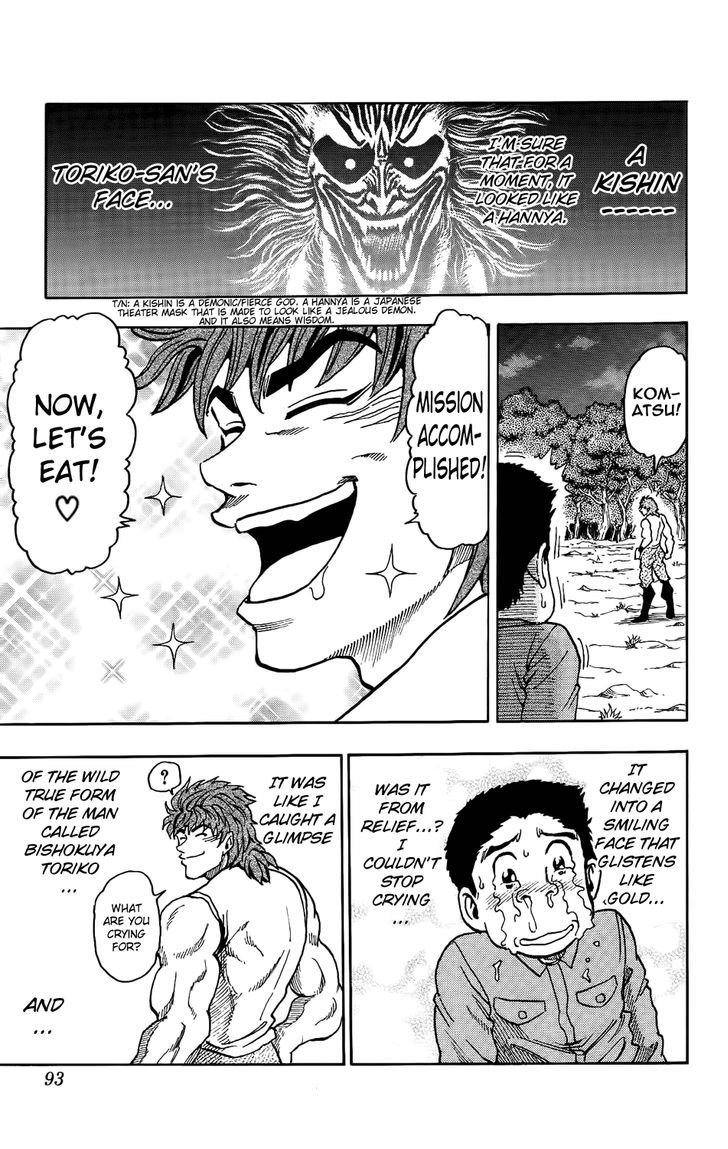 A
KISHIN
------
I'M SURE
THAT FOR A
MOMENT, IT
LOOKED LIKE
A HANNYA.
TORIKO-SAN'S
FACE...
T/N: A KISHIN IS A DEMONIC/FIERCE GOD. A HANNYA IS A JAPANESE
THEATER MASK THAT IS MADE TO LOOK LIKE A JEALOUS DEMON.
AND IT ALSO MEANS WISDOM.
KOM-
ATSU!
MISSION
ACCOM-
PLISHED!
NOW,
LET'S
EAT!
♡
IT
CHANGED
INTO A
SMILING
FACE THAT
GLISTENS
LIKE
GOLD...
WAS IT
FROM
RELIEF...?
I
COULDN'T
STOP
CRYING
...
IT WAS
LIKE I
CAUGHT A
GLIMPSE
?
OF THE WILD
TRUE FORM
OF THE MAN
CALLED
BISHOKUYA
TORIKO
...
WHAT
ARE YOU
CRYING
FOR?
AND
...
93